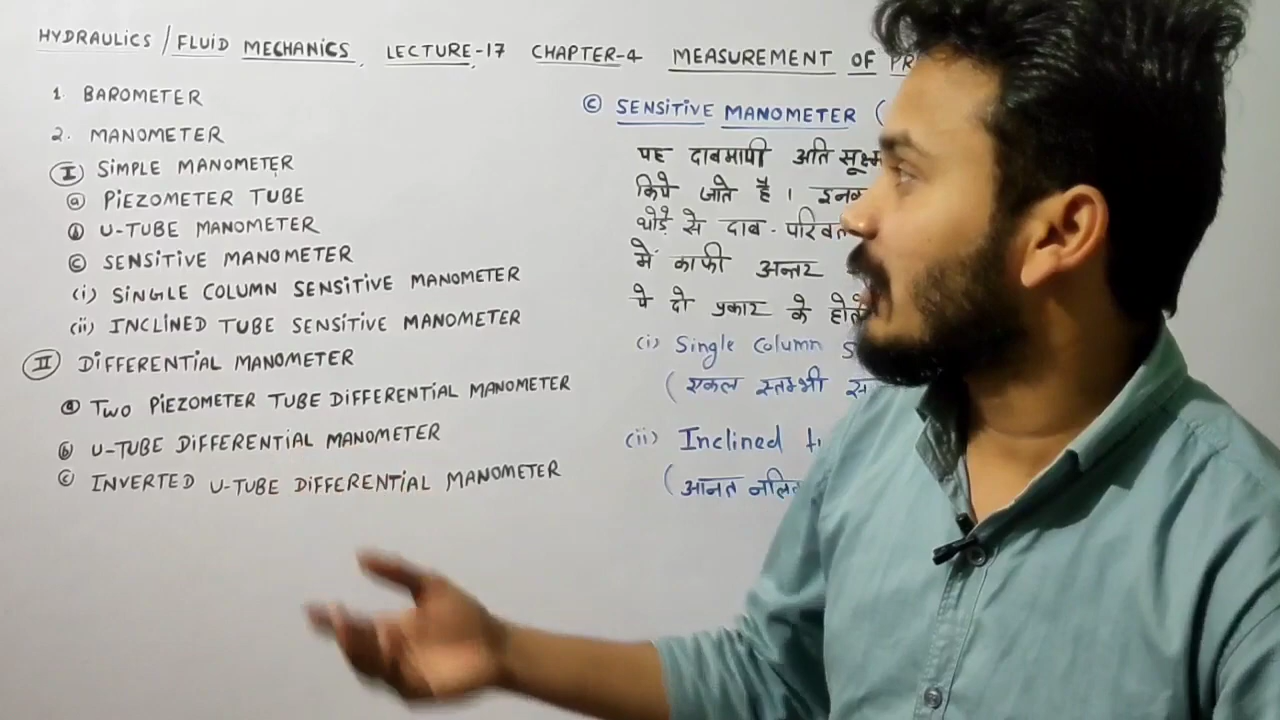 HYDRAULICS / FLUID MECHANICS, LECTURE-17 CHAPTER-4 MEASUREMENT OF
1. BAROMETER
2. MANOMETER
I SIMPLE MANOMETER
a PIEZOMETER TUBE
b U-TUBE MANOMETER
c SENSITIVE MANOMETER
(i) SINGLE COLUMN SENSITIVE MANOMETER
(ii) INCLINED TUBE SENSITIVE MANOMETER
II DIFFERENTIAL MANOMETER
a TWO PIEZOMETER TUBE DIFFERENTIAL MANOMETER
b U-TUBE DIFFERENTIAL MANOMETER
c INVERTED U-TUBE DIFFERENTIAL MANOMETER
c SENSITIVE MANOMETER (
यह दाबमापी अति
किये जाते है ।
थोड़े से दाब -
में काफी अन्तर
ये दो प्रकार के होते
(i) Single Column
(एकल स्तम्भी
(ii) Inclined
(आनत